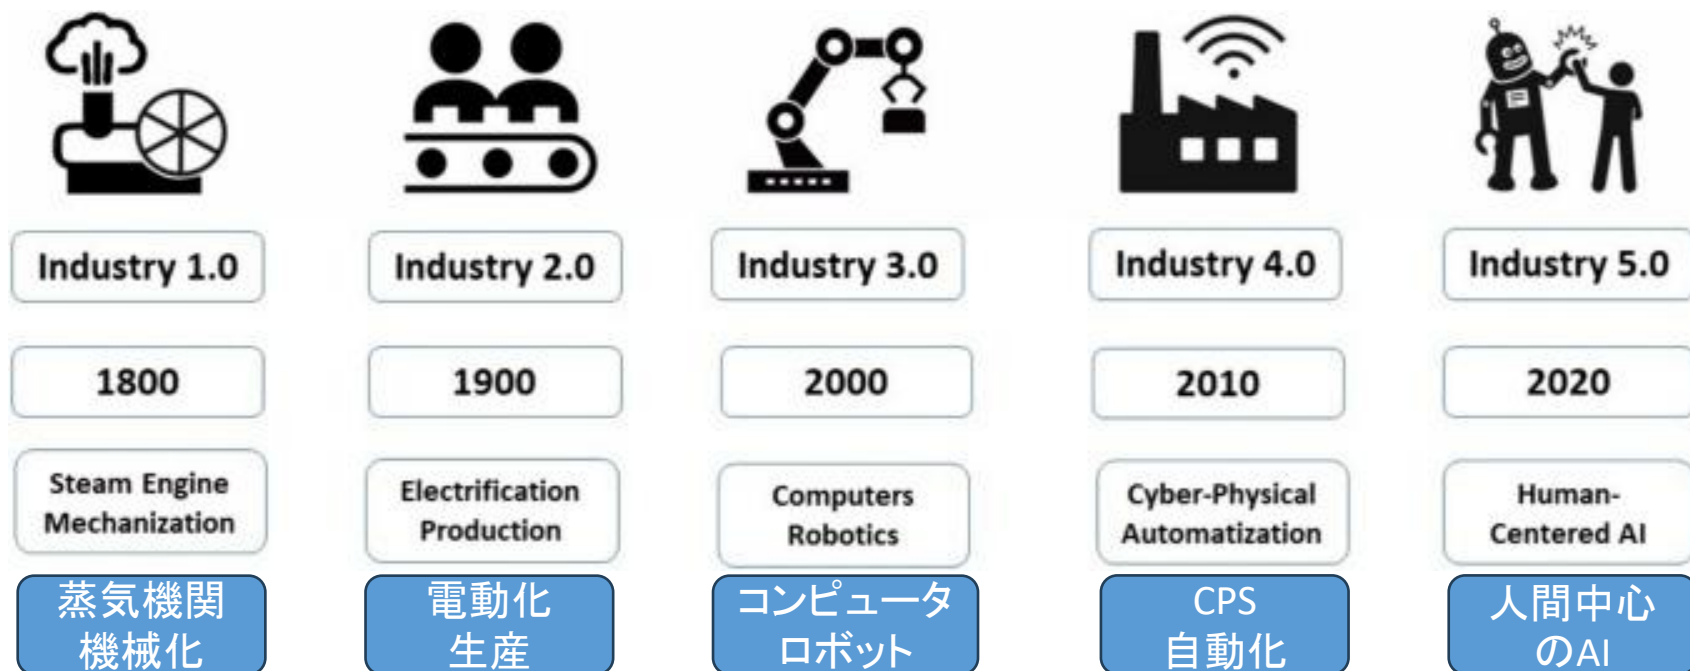 Industry 1.0
Industry 2.0
Industry 3.0
Industry 4.0
Industry 5.0
1800
1900
2000
2010
2020
Steam Engine
Mechanization
Electrification
Production
Computers
Robotics
Cyber-Physical
Automatization
Human-
Centered AI
蒸気機関
機械化
電動化
生産
コンピュータ
ロボット
CPS
自動化
人間中心
のAI